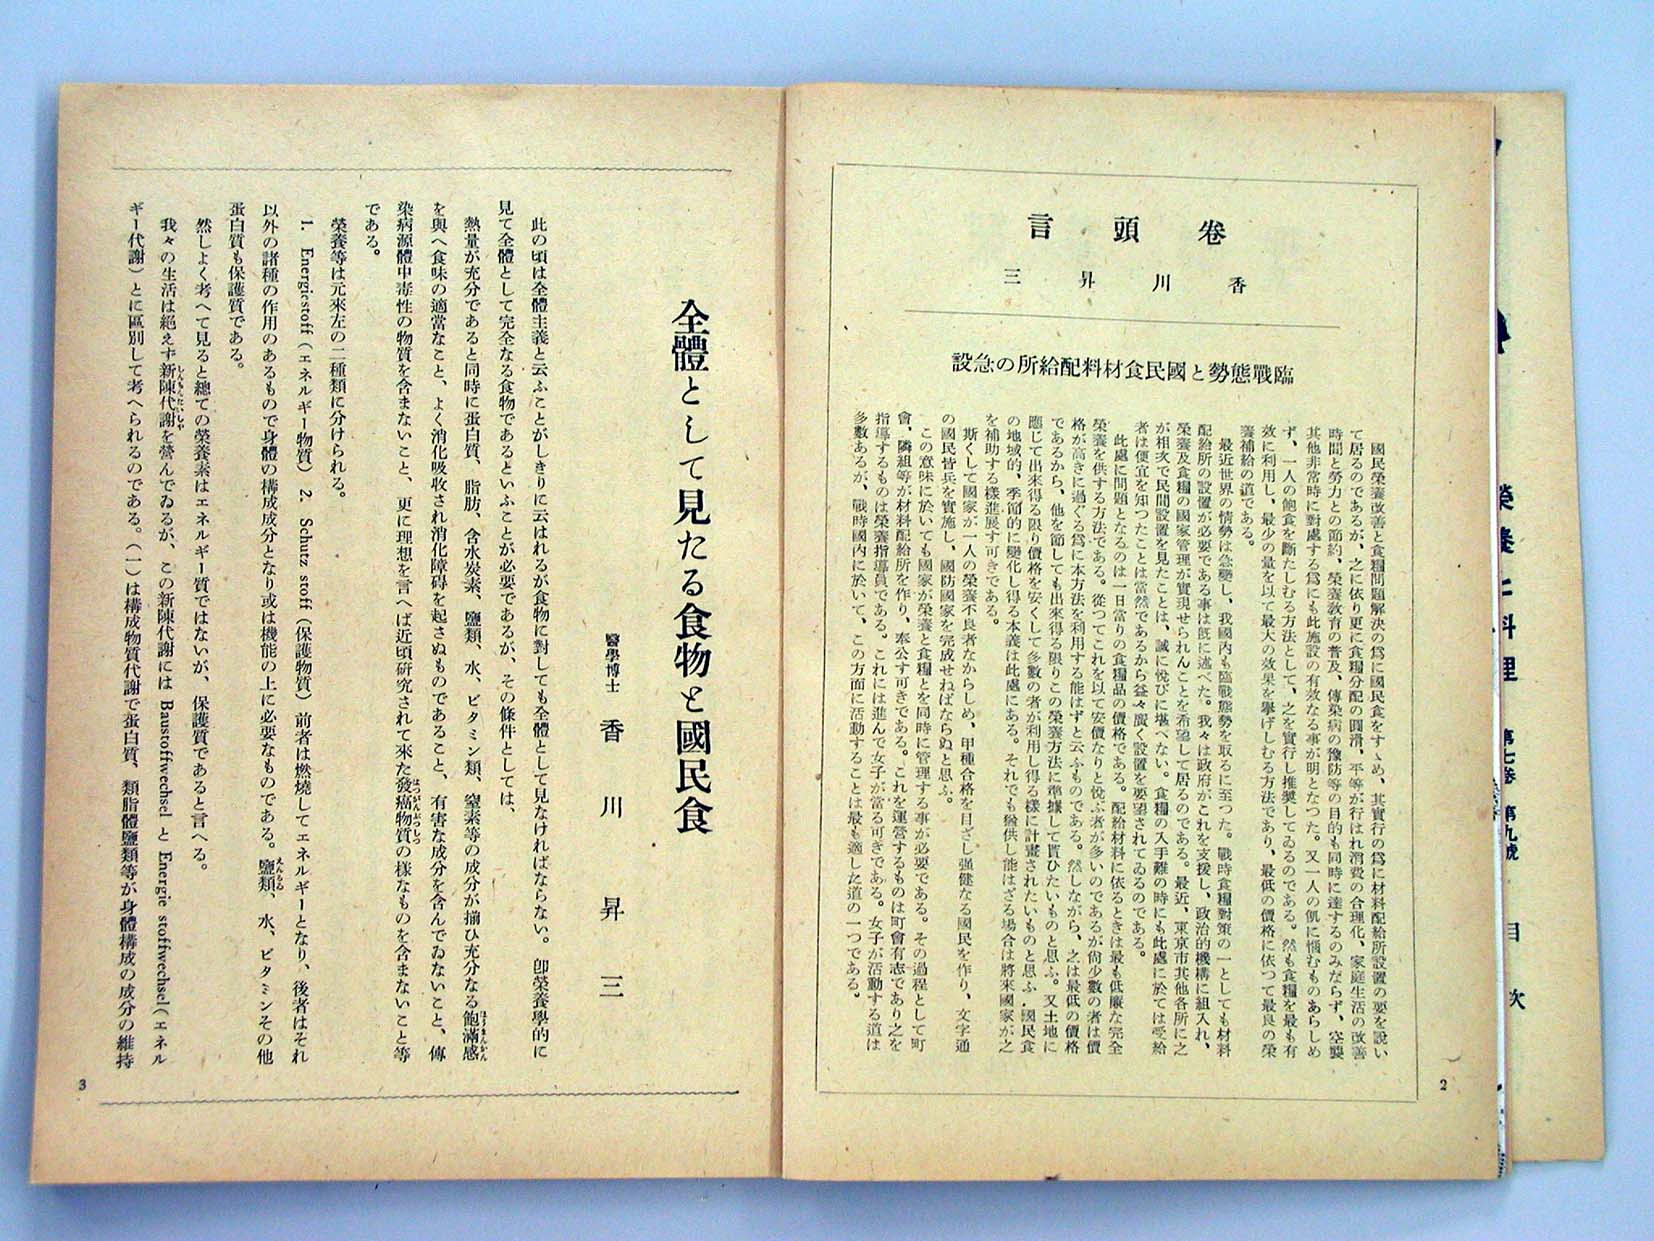 卷頭言
香川昇三
臨戰態勢と國民食材料配給所の急設
國民榮養改善と食糧問題解決の爲に國民食をすゝめ、其實行の爲に材料配給所設置の要を說い
て居るのであるが、之に依り更に食糧分配の圓滑、平等が行はれ消費の合理化、家庭生活の改善
時間と勞力との節約、榮養敎育の普及、傳染病の豫防等の目的も同時に達するのみならず、空襲
其他非常時に對處する爲にも此施設の有效なる事が明となつた。又一人の飢に惱むものもあらしめ
ず、一人の飽食を斷たしむる方法として、之を實行し推奬してゐるのである。然も食糧を最も有
效に利用し、最少の量を以て最大の效果を擧げしむる方法であり、最低の價格に依つて最良の榮
養補給の道である。
最近世界の情勢は急變し、我國內も臨戰態勢を取るに至つた。戰時食糧對策の一としても材料
配給所の設置が必要である事は旣に述べた。我々は政府がこれを支援し、政治的機構に組入れ、
榮養及食糧の國家管理が實現せられんことを希望して居るのである。最近、東京市其他各所に之
が相次で民間設置を見たことは、誠に悅びに堪へない。食糧の入手難の時にも此處に於ては受給
者は便宜を知つたことは當然であるから益々廣く設置を要望されてゐるのである。
此處に問題となるのは一日當りの食糧品の價格である。配給材料に依るときは最も低廉な完全
榮養を供する方法である。從つてこれを以て安價なりと悅ぶ者が多いのであるが尙少數の者は價
格が高きに過ぐる爲に本方法を利用する能はずと云ふものである。然しながら、之は最低の價格
であるから、他を節しても出來得る限りこの榮養方法に準據して貰ひたいものと思ふ。又土地に
應じて出來得る限り價格を安くして多數の者が利用し得る樣に計畫されたいものと思ふ。國民食
の地域的、季節的に變化し得る本義は此處にある。それでも猶供し能はざる場合は將來國家が之
を補助する樣進展す可きである。
斯くして國家が一人の榮養不良者なからしめ、甲種合格を目ざし强健なる國民を作り、文字通
の國民皆兵を實施し、國防國家を完成せねばならぬと思ふ。
この意味に於いても國家が榮養と食糧とを同時に管理する事が必要である。その過程として町
會、隣組等が材料配給所を作り、奉公す可きである。これを運營するものは町會有志であり之を
指導するものは榮養指導員である。これには進んで女子が當る可きである。女子が活動する道は
多數あるが、戰時國內に於いて、この方面に活動することは最も適した道の一つである。
2
全體として見たる食物と國民食
醫學博士 香川昇三
此の頃は全體主義と云ふことがしきりに云はれるが食物に對しても全體として見なければならない。卽榮養學的に
見て全體として完全なる食物であるといふことが必要であるが、その條件としては、
熱量が充分であると同時に蛋白質、脂肪、含水炭素、鹽類、水、ビタミン類、窒素等の成分が揃ひ充分なる飽滿感
を與へ食味の適當なこと、よく消化吸收され消化障碍を起さぬものであること、有害な成分を含んでゐないこと、傳
染病源體中毒性の物質を含まないこと、更に理想を言へば近頃硏究されて來た發癌物質の樣なものを含まないこと等
である。
榮養等は元來左の二種類に分けられる。
1. Energiestoff(エネルギー物質) 2. Schutz stoff(保護物質) 前者は燃燒してエネルギーとなり、後者はそれ
以外の諸種の作用のあるもので身體の構成成分となり或は機能の上に必要なものである。鹽類、水、ビタミンその他
蛋白質も保護質である。
然しよく考へて見ると總ての榮養素はエネルギー質ではないが、保護質であると言へる。
我々の生活は絕えず新陳代謝を營んでゐるが、この新陳代謝には Baustoffwechsel と Energie stoffwechsel(エネル
ギー代謝)とに區別して考へられるのである。(一)は構成物質代謝で蛋白質、類脂體鹽類等が身體構成の成分の維持
3
榮養と料理 第七卷 第九號 目次